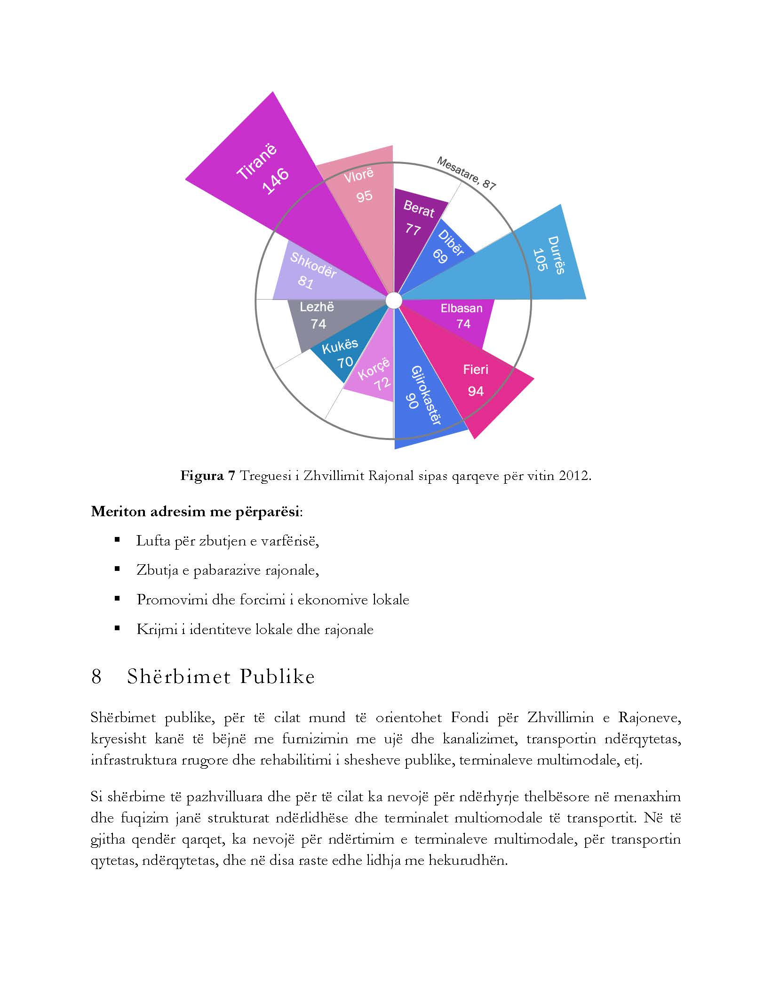 Tiranë
146
Vlorë
95
Mesatare, 87
Berat
77
Dibër
69
Durrës
105
Shkodër
81
Lezhë
74
Elbasan
74
Kukës
70
Korçë
72
Gjirokastër
90
Fieri
94
Figura 7 Treguesi i Zhvillimit Rajonal sipas qarqeve për vitin 2012.
Meriton adresim me përparësi:
▪ Lufta për zbutjen e varfërisë,
▪ Zbutja e pabarazive rajonale,
▪ Promovimi dhe forcimi i ekonomive lokale
▪ Krijmi i identiteve lokale dhe rajonale
8 Shërbimet Publike
Shërbimet publike, për të cilat mund të orientohet Fondi për Zhvillimin e Rajoneve,
kryesisht kanë të bëjnë me furnizimin me ujë dhe kanalizimet, transportin ndërqytetas,
infrastruktura rrugore dhe rehabilitimi i shesheve publike, terminaleve multimodale, etj.
Si shërbime të pazhvilluara dhe për të cilat ka nevojë për ndërhyrje thelbësore në menaxhim
dhe fuqizim janë strukturat ndërlidhëse dhe terminalet multiomodale të transportit. Në të
gjitha qendër qarqet, ka nevojë për ndërtimim e terminaleve multimodale, për transportin
qytetas, ndërqytetas, dhe në disa raste edhe lidhja me hekurudhën.